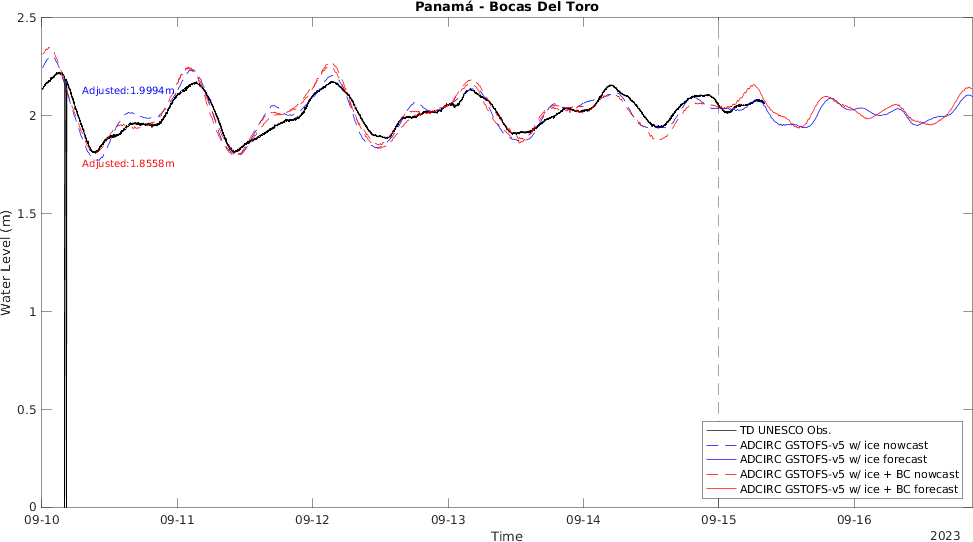 Panamá - Bocas Del Toro
2.5
2
1.5
1
0.5
0
Water Level (m)
Adjusted:1.9994m
Adjusted:1.8558m
TD UNESCO Obs.
ADCIRC GSTOFS-v5 w/ ice nowcast
ADCIRC GSTOFS-v5 w/ ice forecast
ADCIRC GSTOFS-v5 w/ ice + BC nowcast
ADCIRC GSTOFS-v5 w/ ice + BC forecast
09-10 09-11 09-12 09-13 09-14 09-15 09-16
Time
2023